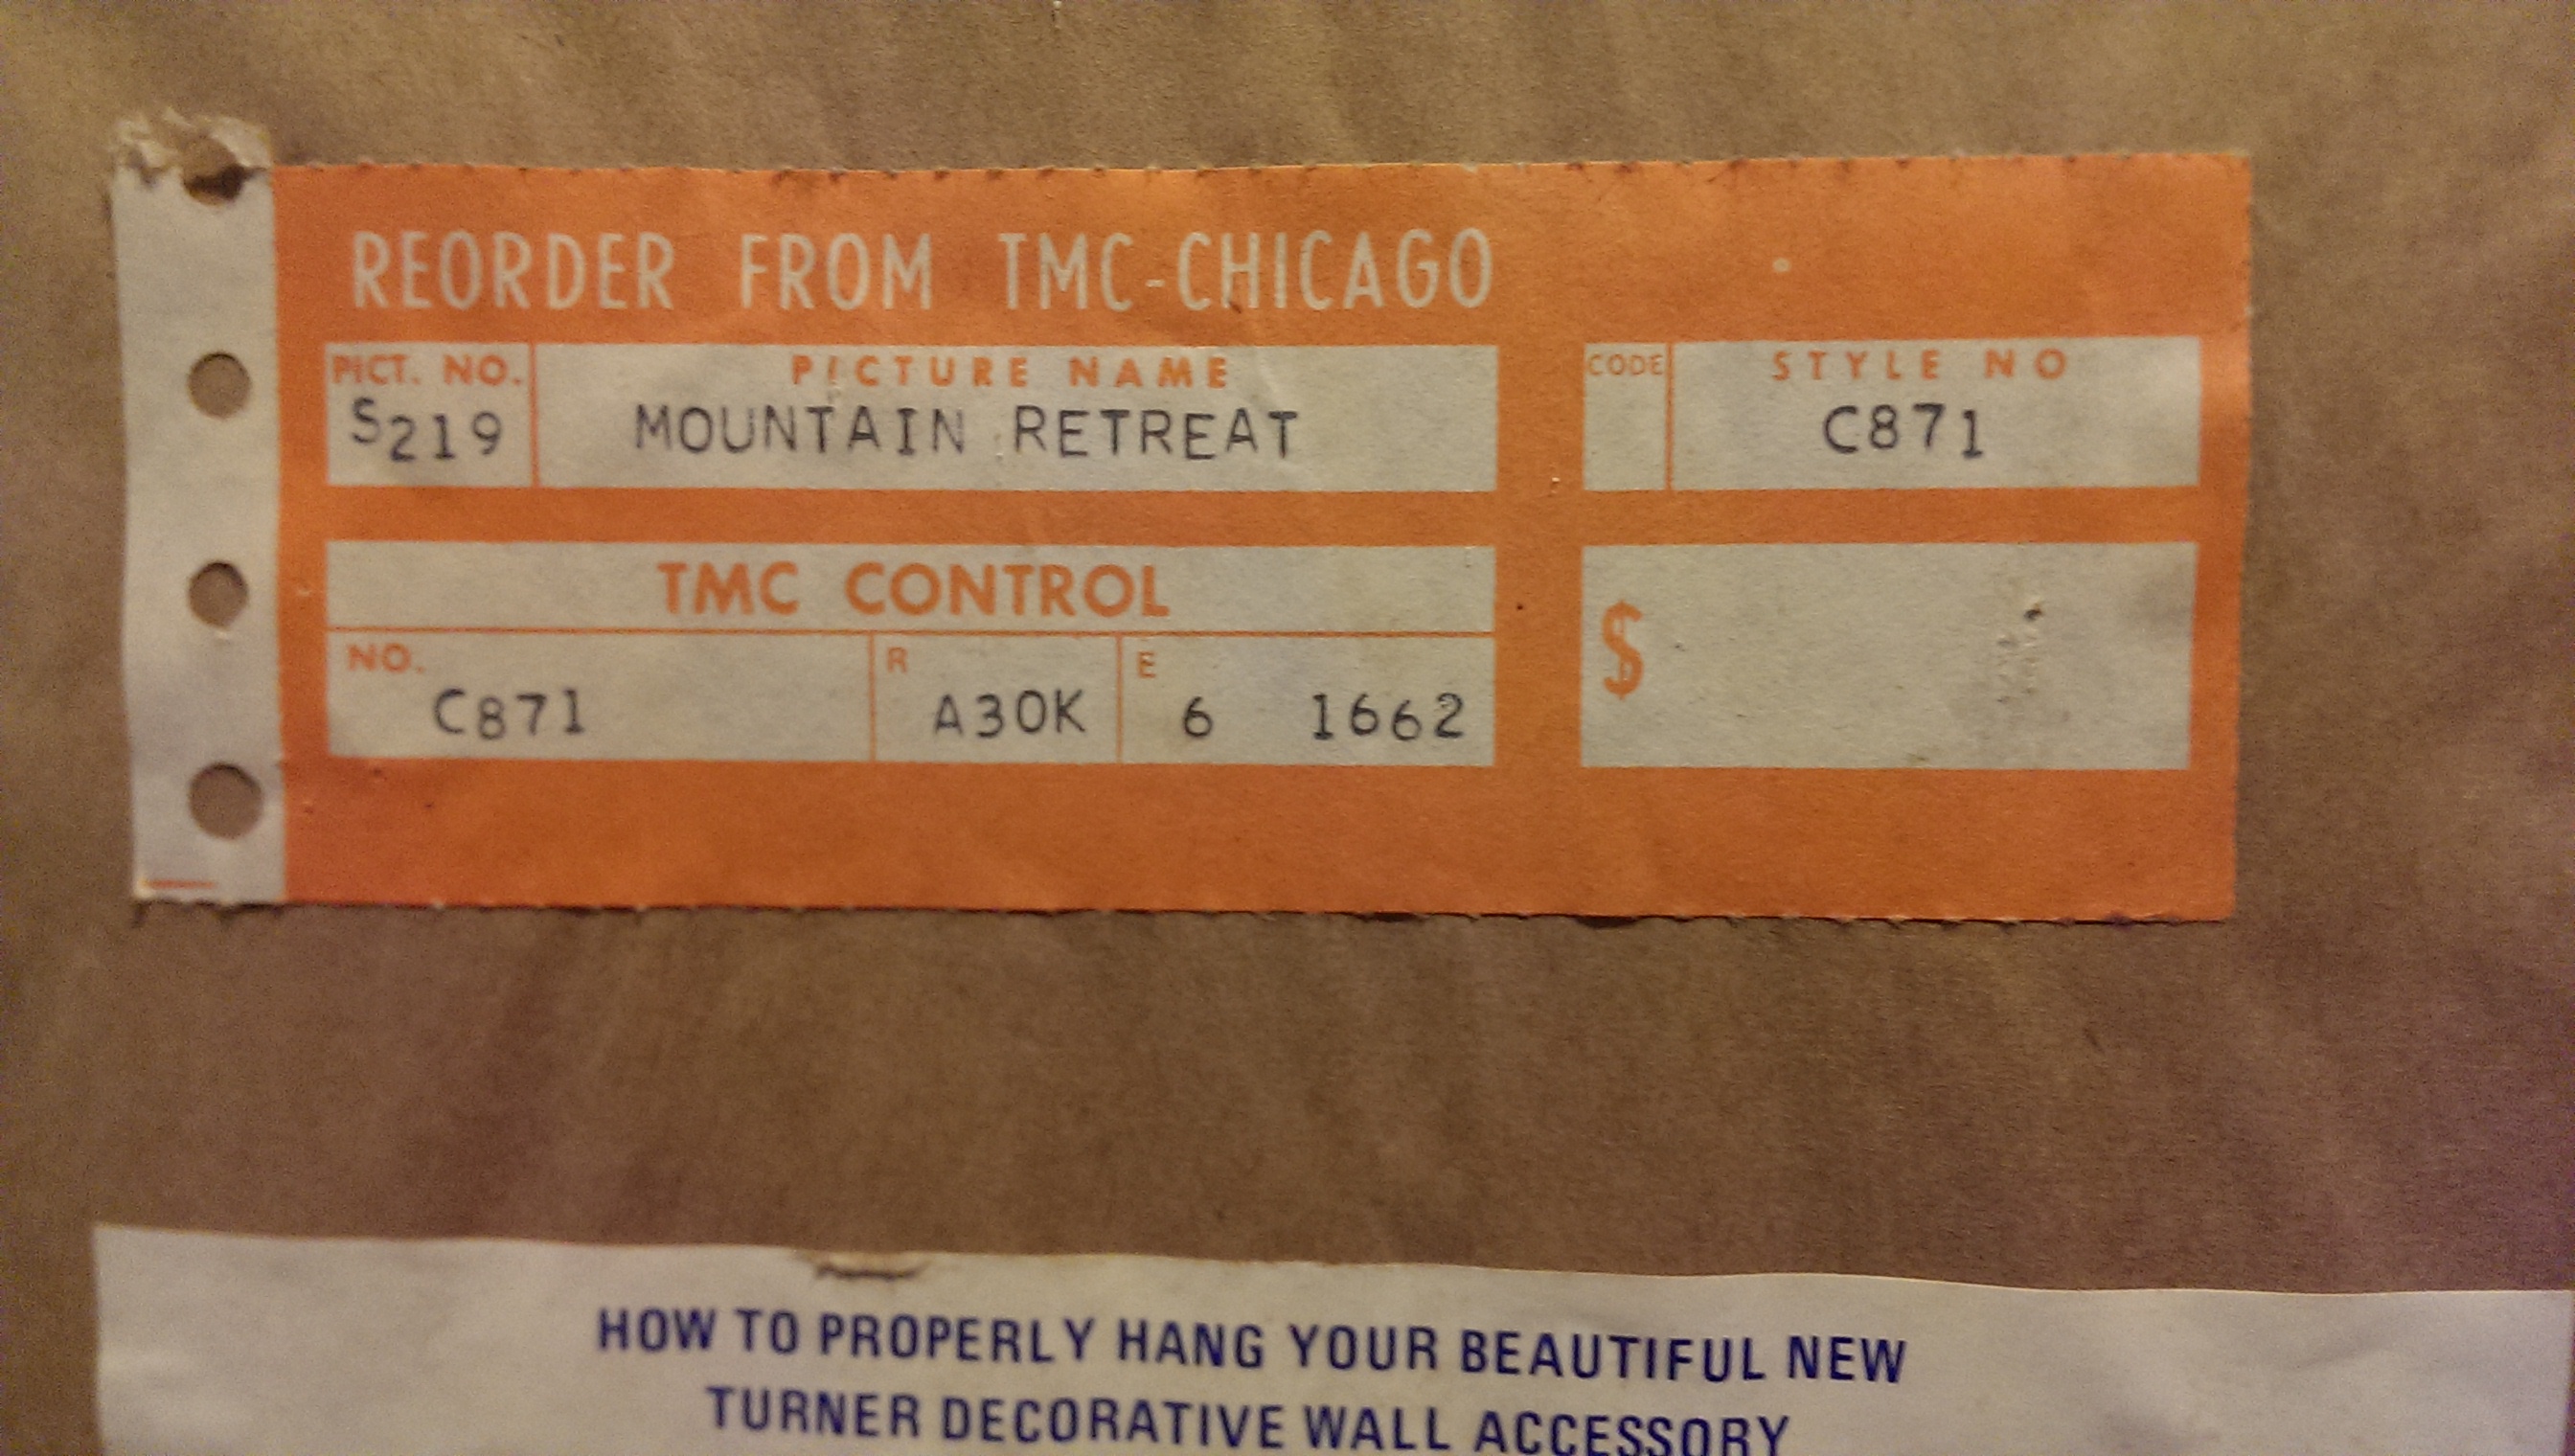 REORDER FROM TMC-CHICAGO
PICT. NO. PICTURE NAME CODE STYLE NO
S219 MOUNTAIN RETREAT C871
TMC CONTROL
$
NO. R E
C871 A30K 6 1662
HOW TO PROPERLY HANG YOUR BEAUTIFUL NEW
TURNER DECORATIVE WALL ACCESSORY